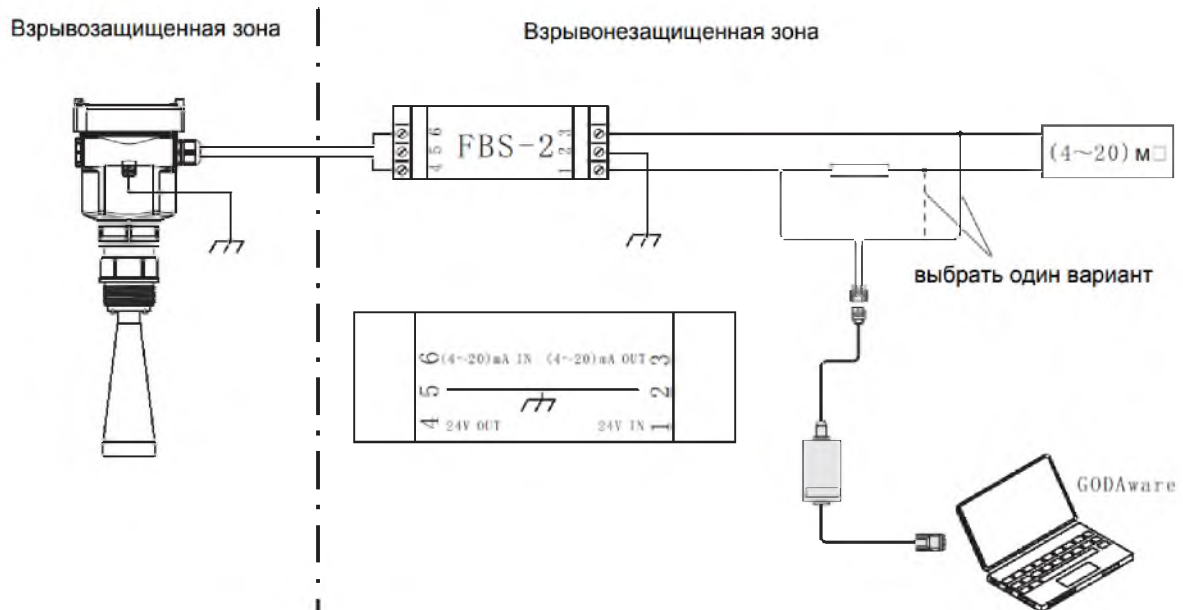 Взрывозащищенная зона
Взрывонезащищенная зона
6
5
4
FBS-2
3
2
1
(4~20) м□
выбрать один вариант
6 (4~20)mA IN (4~20)mA OUT 3
5 2
4 24V OUT 24V IN 1
GODAware